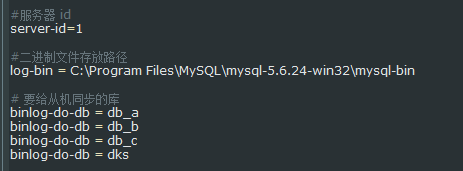 #服务器 id
server-id=1
#二进制文件存放路径
log-bin = C:\Program Files\MySQL\mysql-5.6.24-win32\mysql-bin
# 要给从机同步的库
binlog-do-db = db_a
binlog-do-db = db_b
binlog-do-db = db_c
binlog-do-db = dks